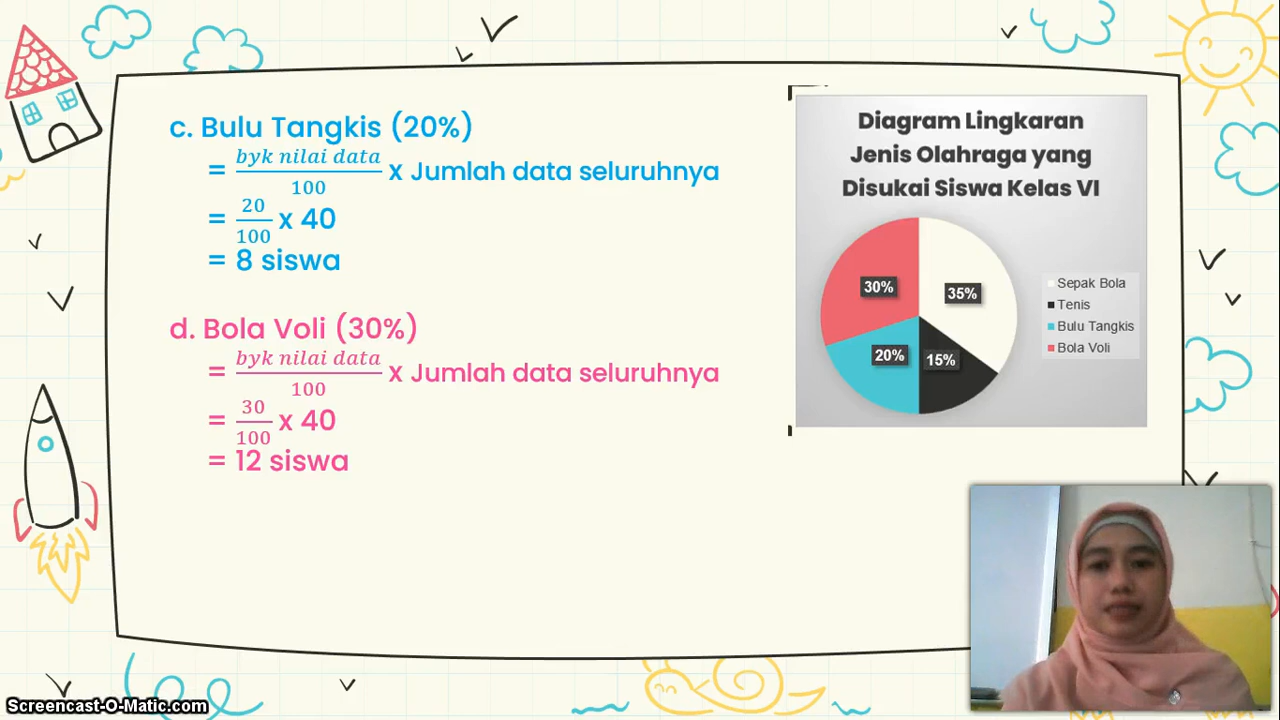 c. Bulu Tangkis (20%)
= byk nilai data / 100 x Jumlah data seluruhnya
= 20 / 100 x 40
= 8 siswa
d. Bola Voli (30%)
= byk nilai data / 100 x Jumlah data seluruhnya
= 30 / 100 x 40
= 12 siswa
Diagram Lingkaran
Jenis Olahraga yang
Disukai Siswa Kelas VI
30%
35%
20%
15%
Sepak Bola
Tenis
Bulu Tangkis
Bola Voli
Screencast-O-Matic.com